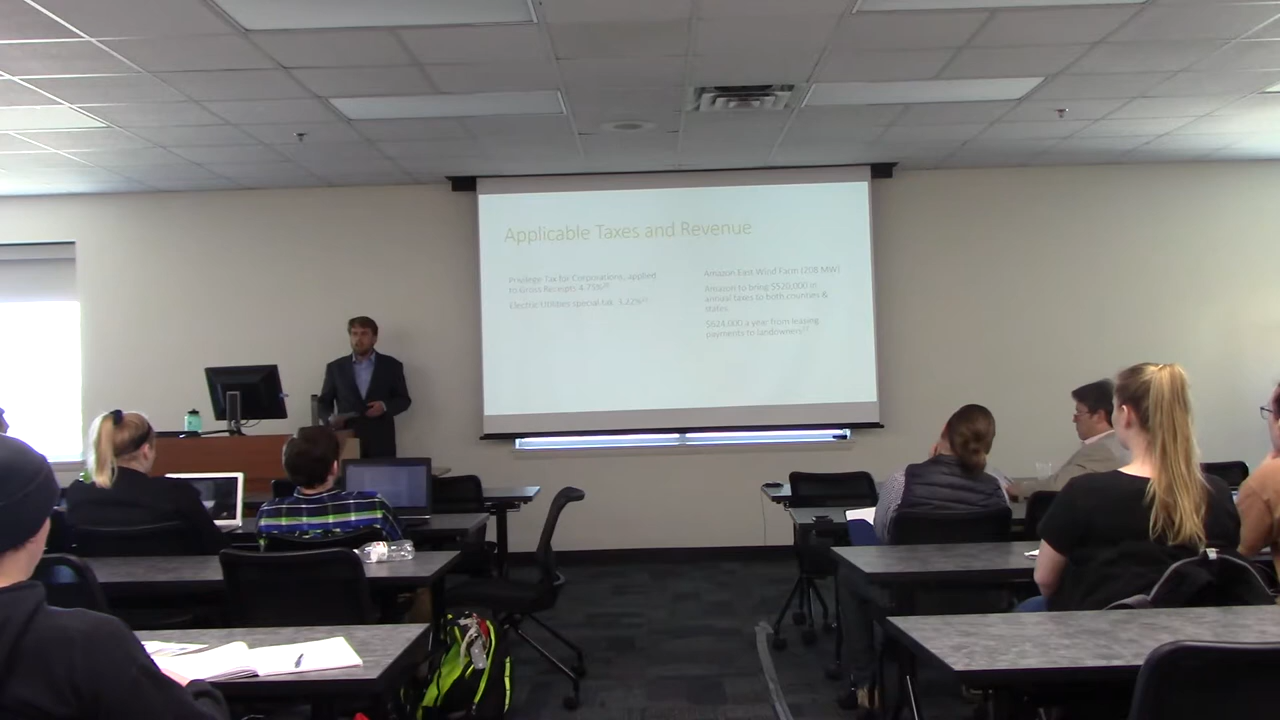 Applicable Taxes and Revenue
Privilege Tax for Corporations, applied
to Gross Receipts 4.75%
Electric Utilities special tax 3.22%
Amazon East Wind Farm (208 MW)
Amazon to bring $520,000 in
annual taxes to both counties &
states.
$624,000 a year from leasing
payments to landowners